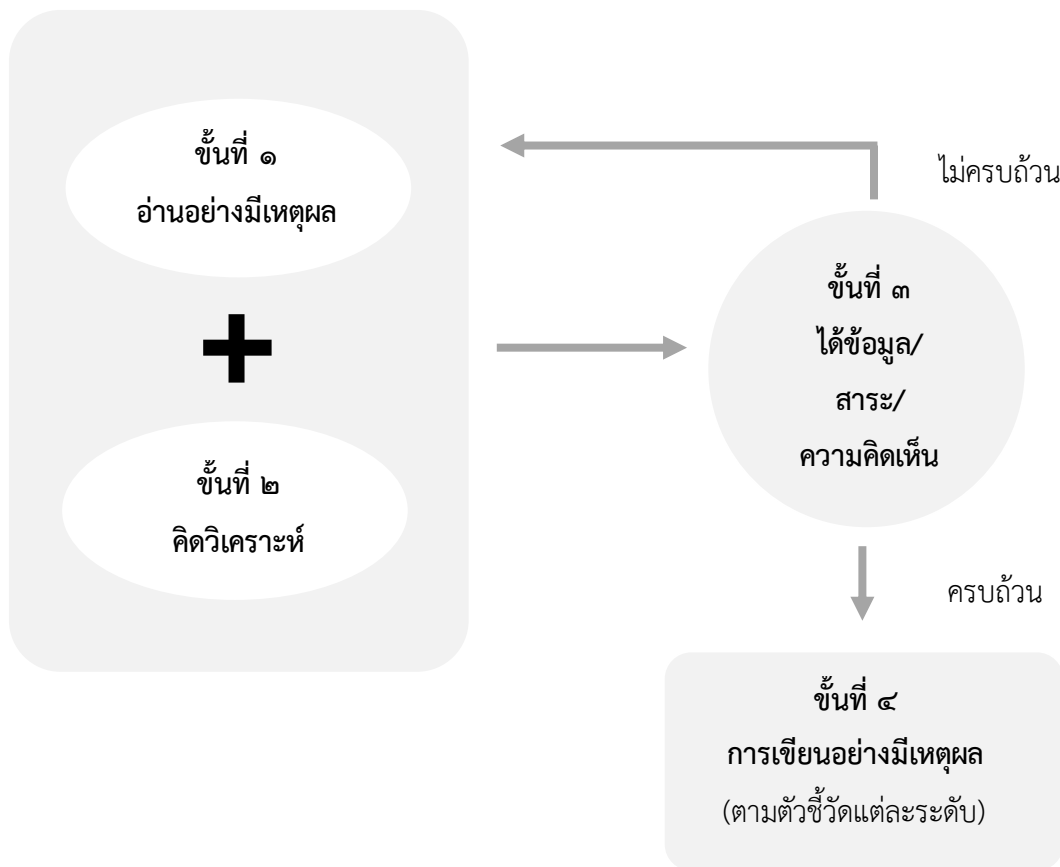 ขั้นที่ ๑
อ่านอย่างมีเหตุผล
ขั้นที่ ๒
คิดวิเคราะห์
ไม่ครบถ้วน
ขั้นที่ ๓
ได้ข้อมูล/
สาระ/
ความคิดเห็น
ครบถ้วน
ขั้นที่ ๔
การเขียนอย่างมีเหตุผล
(ตามตัวชี้วัดแต่ละระดับ)